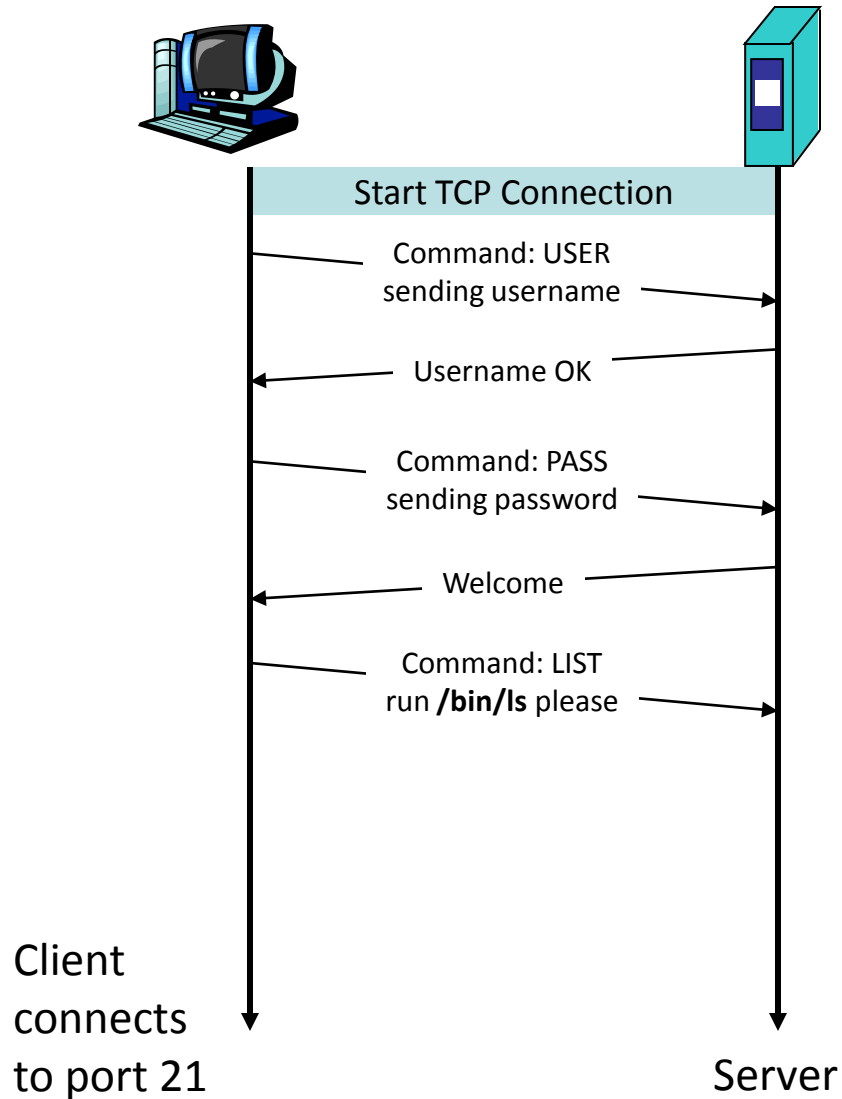 Start TCP Connection
Command: USER
sending username
Username OK
Command: PASS
sending password
Welcome
Command: LIST
run /bin/ls please
Client
connects
to port 21
Server